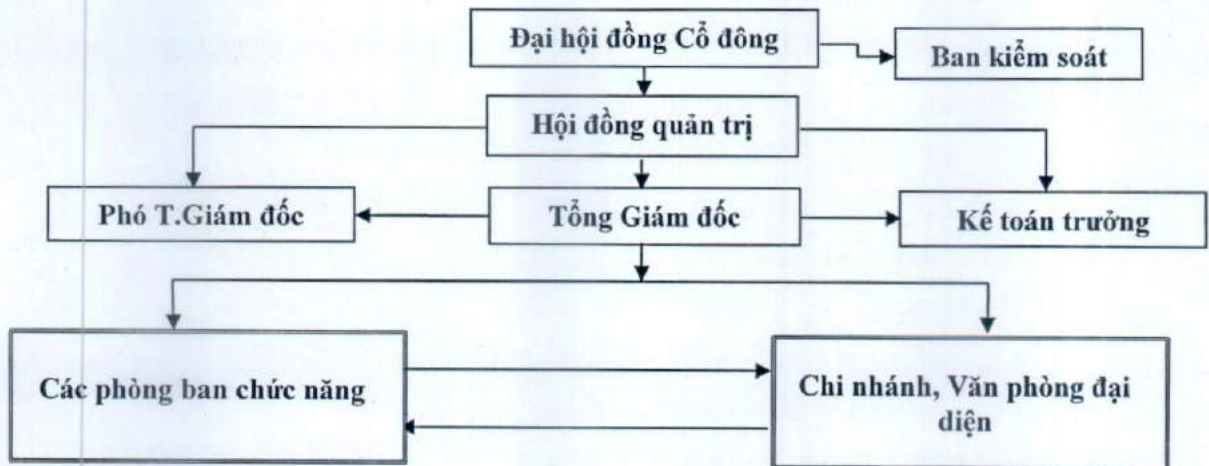 Đại hội đồng Cổ đông
Ban kiểm soát
Hội đồng quản trị
Phó T.Giám đốc
Tổng Giám đốc
Kế toán trưởng
Các phòng ban chức năng
Chi nhánh, Văn phòng đại
diện